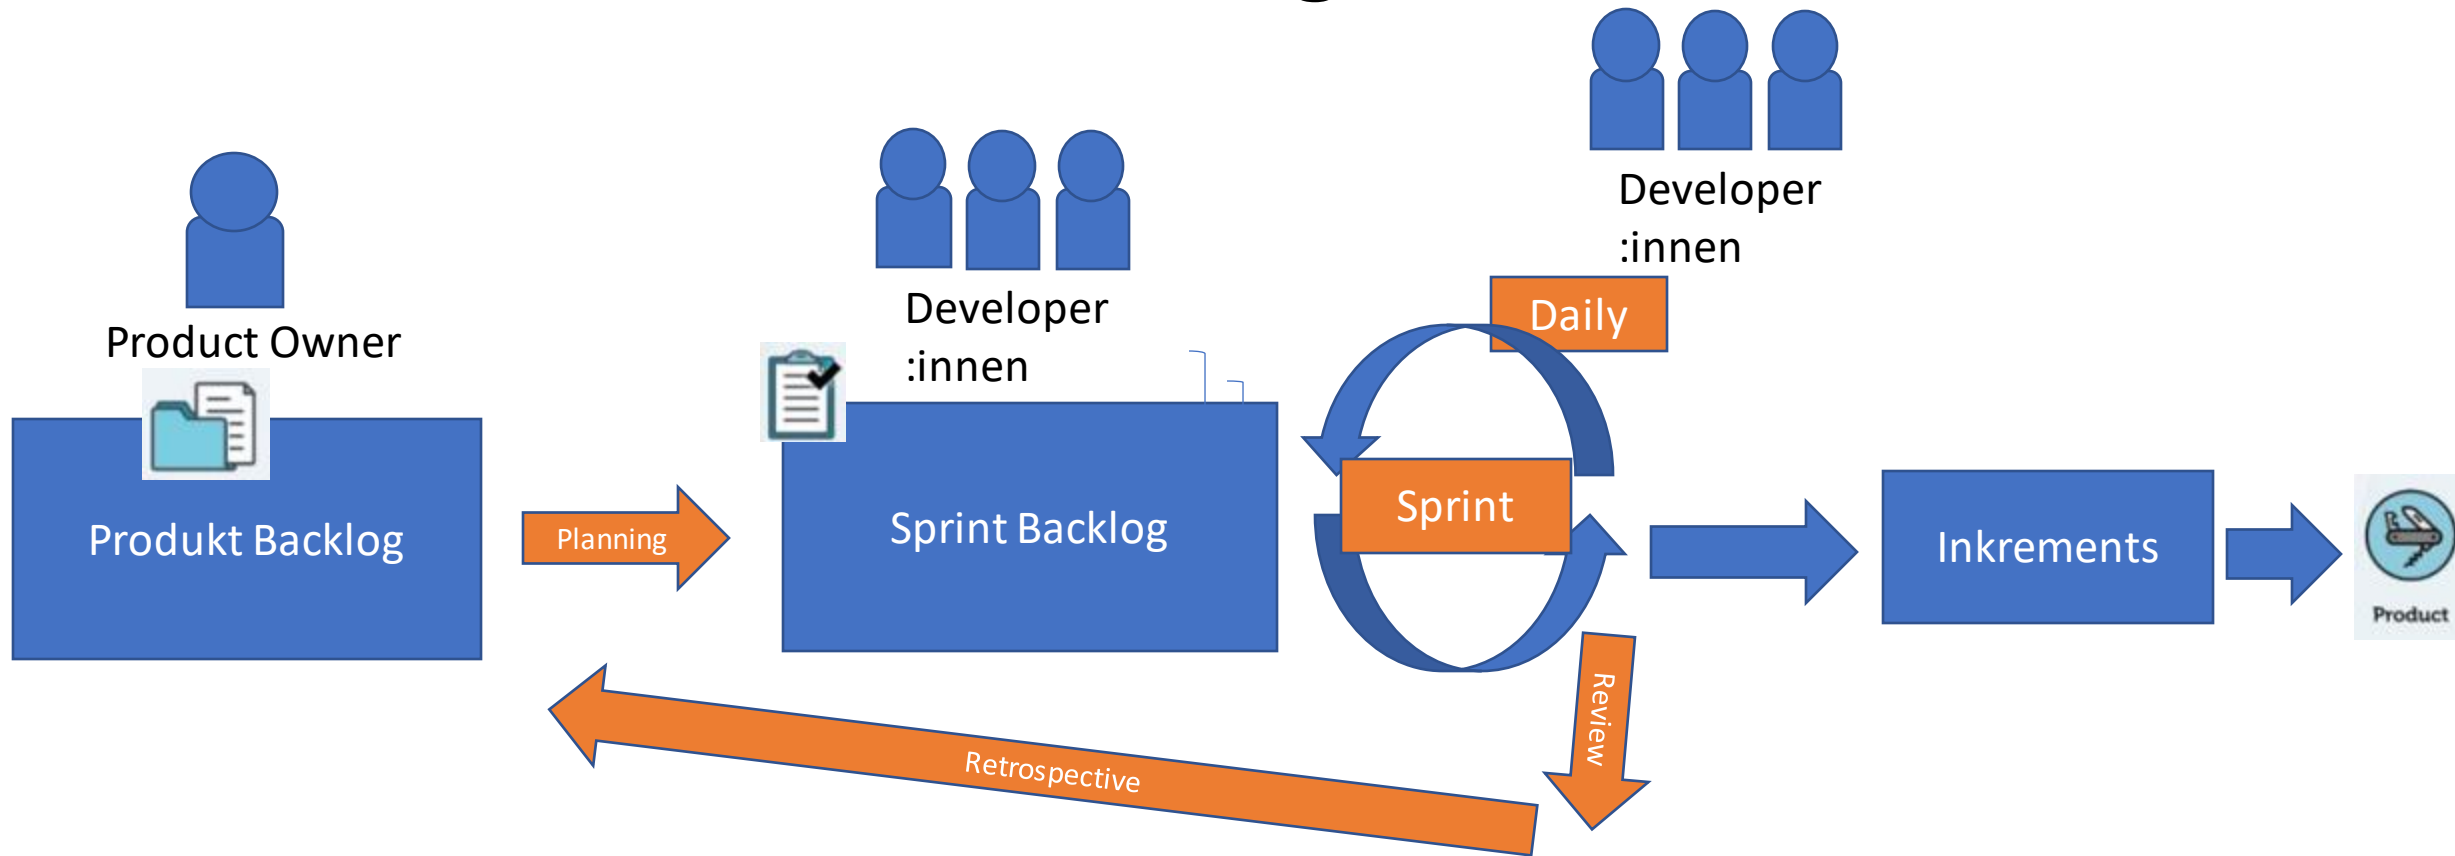 Developer
:innen
Developer
:innen
Product Owner
Daily
Produkt Backlog
Planning
Sprint Backlog
Sprint
Inkrements
Product
Review
Retrospective